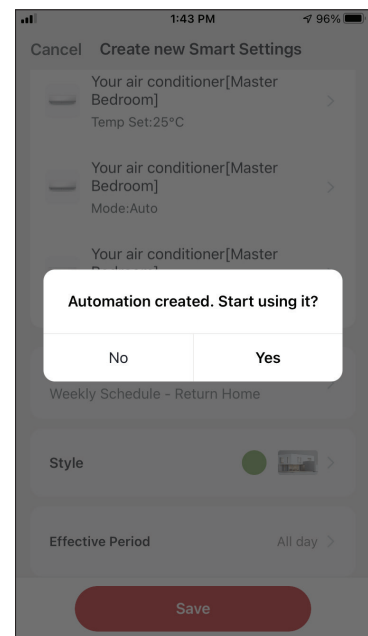 1:43 PM
96%
Cancel Create new Smart Settings
Your air conditioner[Master
Bedroom]
Temp Set:25°C
Your air conditioner[Master
Bedroom]
Mode:Auto
Your air conditioner[Master
Automation created. Start using it?
No Yes
Weekly Schedule - Return Home
Style
Effective Period All day
Save